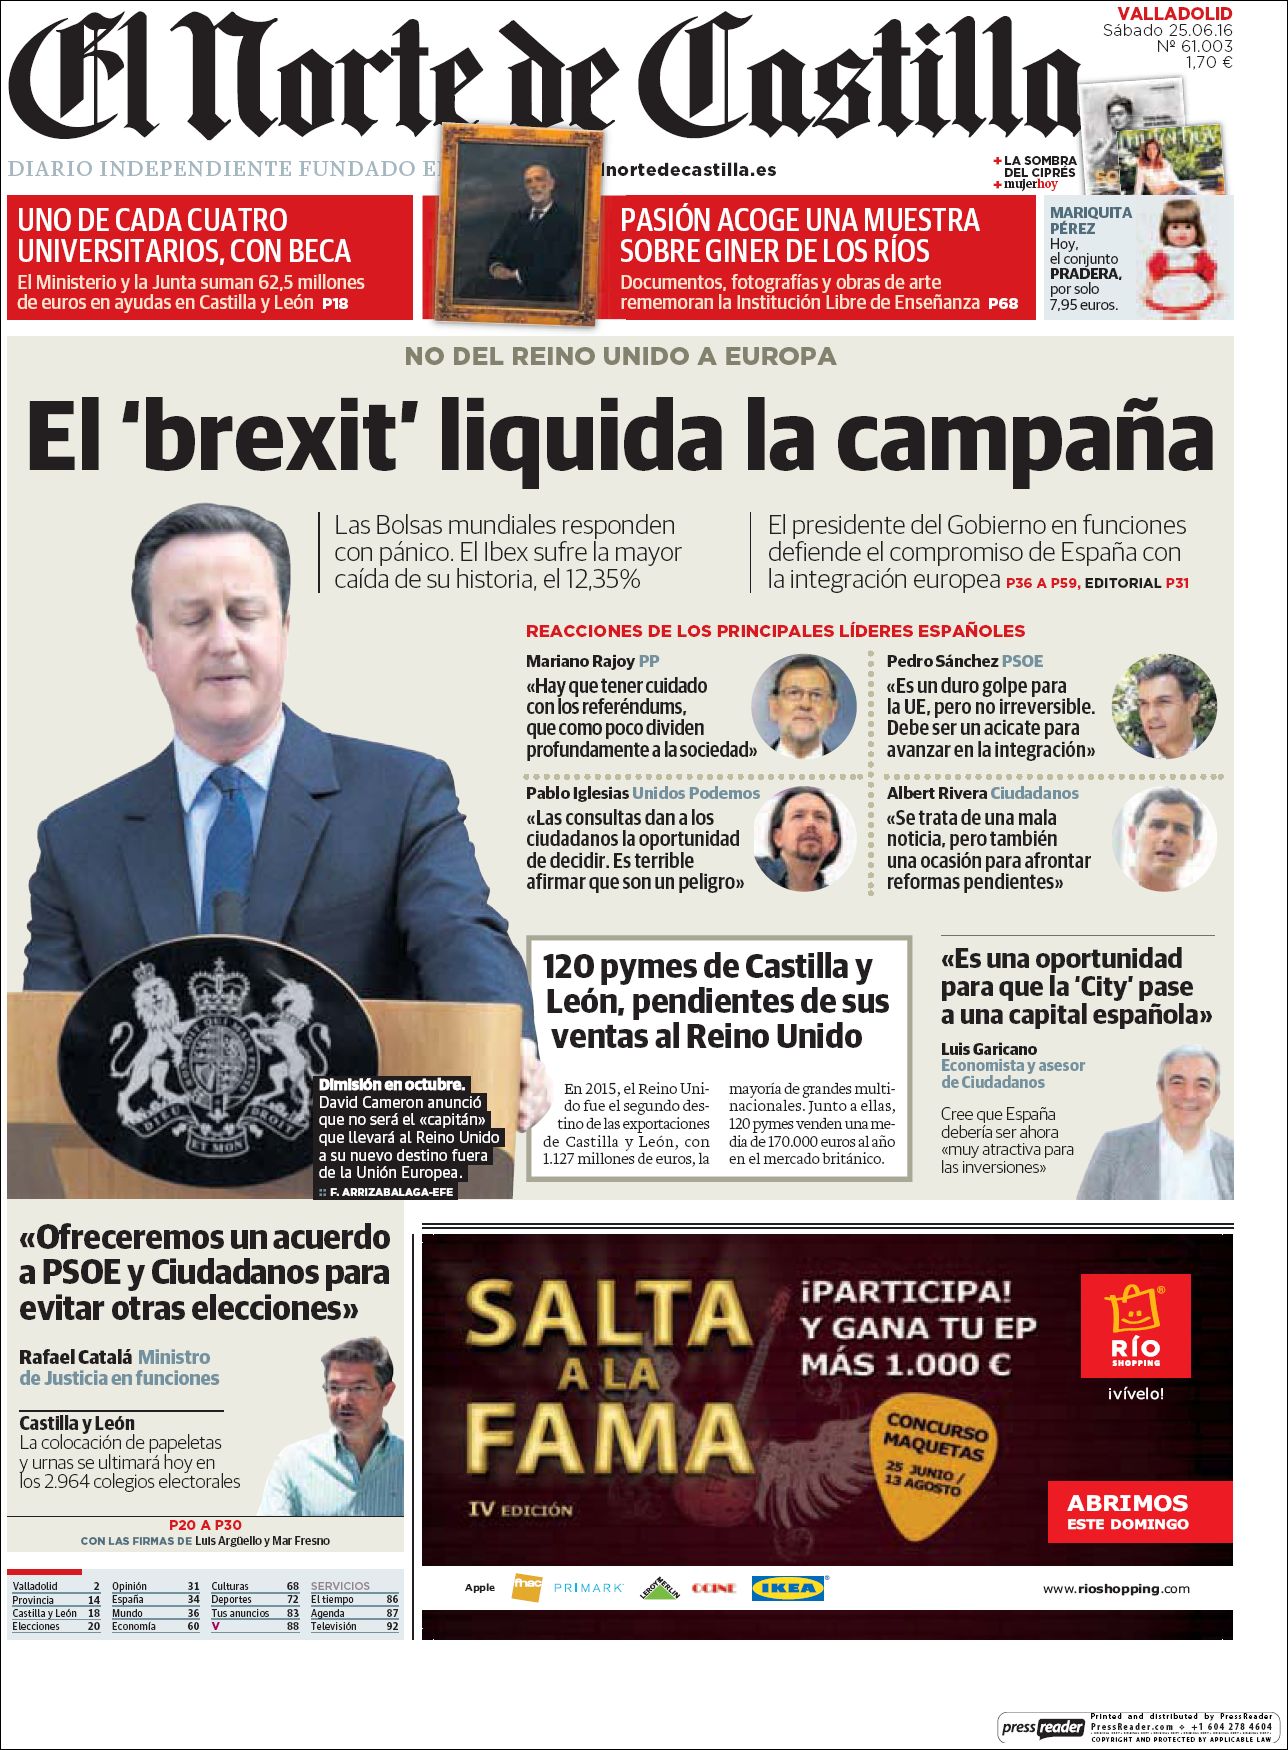 El Norte de Castilla
VALLADOLID
Sábado 25.06.16
Nº 61.003
1,70 €
DIARIO INDEPENDIENTE FUNDADO E
lnortedecastilla.es
+ LA SOMBRA
DEL CIPRÉS
+ mujerhoy
UNO DE CADA CUATRO
UNIVERSITARIOS, CON BECA
El Ministerio y la Junta suman 62,5 millones
de euros en ayudas en Castilla y León P18
PASIÓN ACOGE UNA MUESTRA
SOBRE GINER DE LOS RÍOS
Documentos, fotografías y obras de arte
rememoran la Institución Libre de Enseñanza P68
MARIQUITA
PÉREZ
Hoy,
el conjunto
PRADERA,
por solo
7,95 euros.
NO DEL REINO UNIDO A EUROPA
El ‘brexit’ liquida la campaña
Las Bolsas mundiales responden
con pánico. El Ibex sufre la mayor
caída de su historia, el 12,35%
El presidente del Gobierno en funciones
defiende el compromiso de España con
la integración europea P36 A P59, EDITORIAL P31
REACCIONES DE LOS PRINCIPALES LÍDERES ESPAÑOLES
Mariano Rajoy PP
«Hay que tener cuidado
con los referéndums,
que como poco dividen
profundamente a la sociedad»
Pedro Sánchez PSOE
«Es un duro golpe para
la UE, pero no irreversible.
Debe ser un acicate para
avanzar en la integración»
Pablo Iglesias Unidos Podemos
«Las consultas dan a los
ciudadanos la oportunidad
de decidir. Es terrible
afirmar que son un peligro»
Albert Rivera Ciudadanos
«Se trata de una mala
noticia, pero también
una ocasión para afrontar
reformas pendientes»
Dimisión en octubre.
David Cameron anunció
que no será el «capitán»
que llevará al Reino Unido
a su nuevo destino fuera
de la Unión Europea.
:: F. ARRIZABALAGA-EFE
120 pymes de Castilla y
León, pendientes de sus
ventas al Reino Unido
En 2015, el Reino Uni-
do fue el segundo des-
tino de las exportaciones
de Castilla y León, con
1.127 millones de euros, la
mayoría de grandes multi-
nacionales. Junto a ellas,
120 pymes venden una me-
dia de 170.000 euros al año
en el mercado británico.
«Es una oportunidad
para que la ‘City’ pase
a una capital española»
Luis Garicano
Economista y asesor
de Ciudadanos
Cree que España
debería ser ahora
«muy atractiva para
las inversiones»
«Ofreceremos un acuerdo
a PSOE y Ciudadanos para
evitar otras elecciones»
Rafael Catalá Ministro
de Justicia en funciones
Castilla y León
La colocación de papeletas
y urnas se ultimará hoy en
los 2.964 colegios electorales
P20 A P30
CON LAS FIRMAS DE Luis Argüello y Mar Fresno
Valladolid 2
Provincia 14
Castilla y León 18
Elecciones 20
Opinión 31
España 34
Mundo 36
Economía 60
Culturas 68
Deportes 72
Tus anuncios 83
V 88
SERVICIOS
El tiempo 86
Agenda 87
Televisión 92
SALTA
A LA
FAMA
IV EDICIÓN
¡PARTICIPA!
Y GANA TU EP
MÁS 1.000 €
CONCURSO
MAQUETAS
25 JUNIO /
13 AGOSTO
RÍO
SHOPPING
¡vívelo!
ABRIMOS
ESTE DOMINGO
Apple
fnac
PRIMARK
LEROY MERLIN
OCINE
IKEA
www.rioshopping.com
pressreader
Printed and distributed by PressReader
PressReader.com + +1 604 278 4604
COPYRIGHT AND PROTECTED BY APPLICABLE LAW